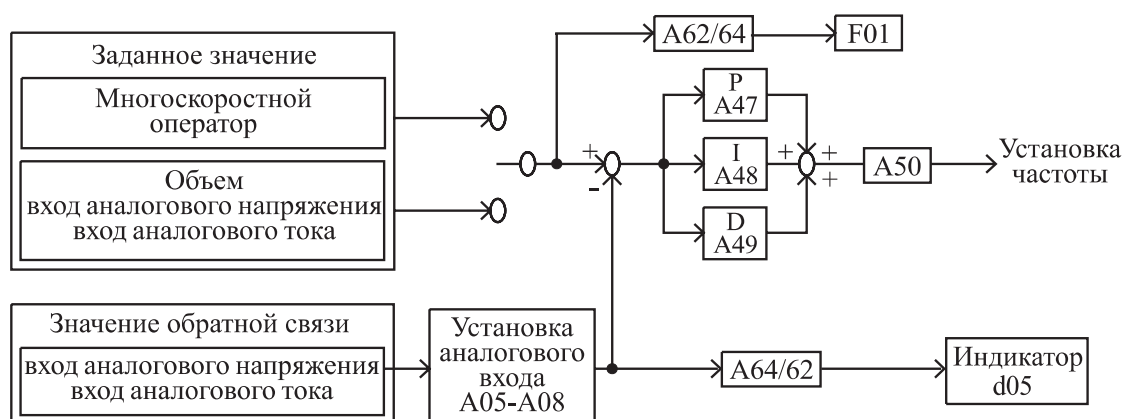 Заданное значение
Многоскоростной
оператор
Объем
вход аналогового напряжения
вход аналогового тока
A62/64
F01
P
A47
I
A48
D
A49
+
-
+
+
+
A50
Установка
частоты
Значение обратной связи
вход аналогового напряжения
вход аналогового тока
Установка
аналогового
входа
A05-A08
A64/62
Индикатор
d05